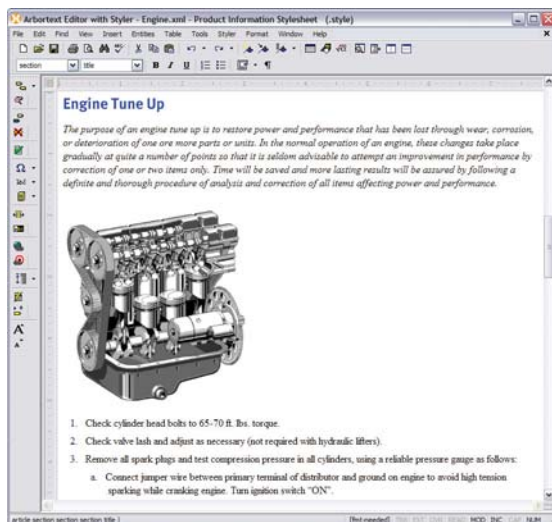 Arbortext Editor with Styler - Engine.xml - Product Information Stylesheet (.style)
File Edit Find View Insert Entities Table Tools Styler Format Window Help
section title B I U
Engine Tune Up
The purpose of an engine tune up is to restore power and performance that has been lost through wear, corrosion,
or deterioration of one ore more parts or units. In the normal operation of an engine, these changes take place
gradually at quite a number of points so that it is seldom advisable to attempt an improvement in performance by
correction of one or two items only. Time will be saved and more lasting results will be assured by following a
definite and thorough procedure of analysis and correction of all items affecting power and performance.
1. Check cylinder head bolts to 65-70 ft. lbs. torque.
2. Check valve lash and adjust as necessary (not required with hydraulic lifters).
3. Remove all spark plugs and test compression pressure in all cylinders, using a reliable pressure gauge as follows:
a. Connect jumper wire between primary terminal of distributor and ground on engine to avoid high tension
sparking while cranking engine. Turn ignition switch "ON".
article section section section title | MOD INC CAP NUM